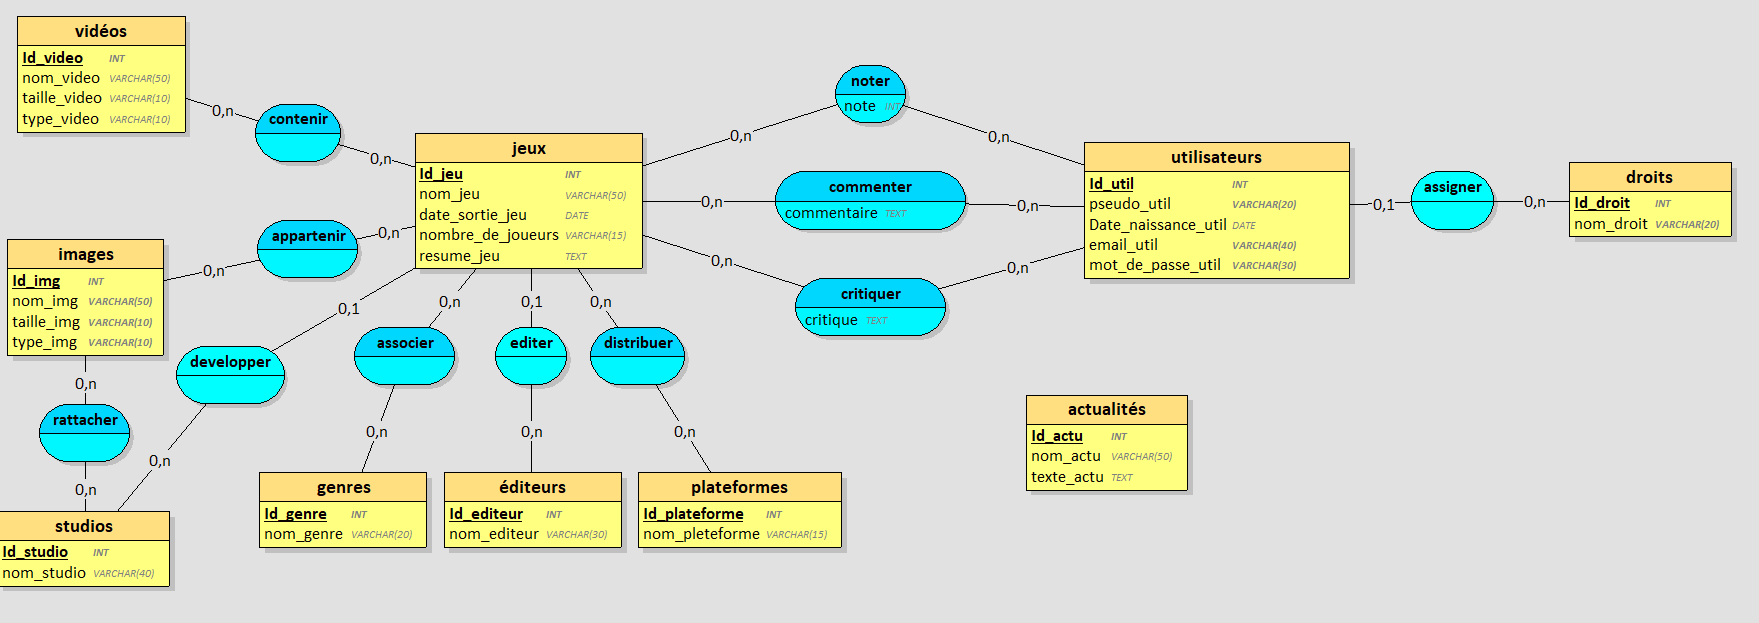 vidéos
Id_video INT
nom_video VARCHAR(50)
taille_video VARCHAR(10)
type_video VARCHAR(10)
0,n
contenir
0,n
jeux
Id_jeu INT
nom_jeu VARCHAR(50)
date_sortie_jeu DATE
nombre_de_joueurs VARCHAR(15)
resume_jeu TEXT
noter
note INT
0,n
0,n
commenter
commentaire TEXT
0,n
0,n
critiquer
critique TEXT
0,n
0,n
utilisateurs
Id_util INT
pseudo_util VARCHAR(20)
Date_naissance_util DATE
email_util VARCHAR(40)
mot_de_passe_util VARCHAR(30)
0,1
assigner
0,n
droits
Id_droit INT
nom_droit VARCHAR(20)
images
Id_img INT
nom_img VARCHAR(50)
taille_img VARCHAR(10)
type_img VARCHAR(10)
appartenir
0,n
0,n
0,1
developper
0,n
0,n
rattacher
0,n
studios
Id_studio INT
nom_studio VARCHAR(40)
0,n
associer
0,n
genres
Id_genre INT
nom_genre VARCHAR(20)
0,1
editer
0,n
éditeurs
Id_editeur INT
nom_editeur VARCHAR(30)
0,n
distribuer
0,n
plateformes
Id_plateforme INT
nom_pleteforme VARCHAR(15)
actualités
Id_actu INT
nom_actu VARCHAR(50)
texte_actu TEXT